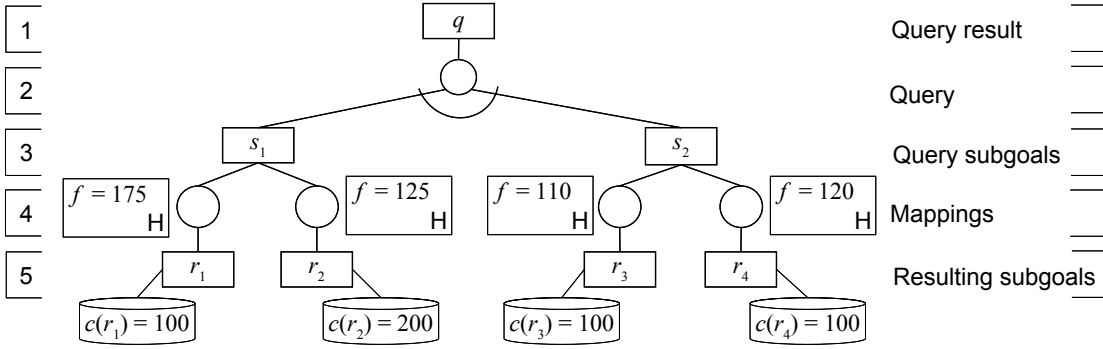 1
q
Query result
2
Query
3
s₁
s₂
Query subgoals
4
f = 175
H
f = 125
H
f = 110
H
f = 120
H
Mappings
5
r₁
r₂
r₃
r₄
Resulting subgoals
c(r₁) = 100
c(r₂) = 200
c(r₃) = 100
c(r₄) = 100